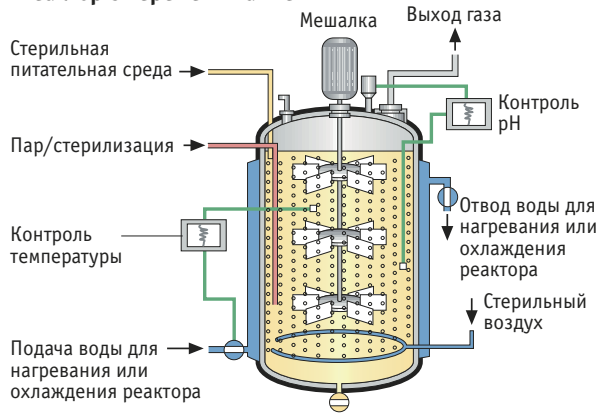 Мешалка
Выход газа
Стерильная
питательная среда
Контроль
pH
Пар/стерилизация
Контроль
температуры
Отвод воды для
нагревания или
охлаждения
реактора
Стерильный
воздух
Подача воды для
нагревания или
охлаждения реактора